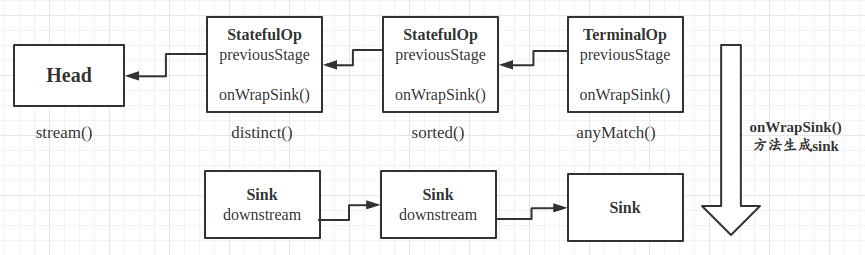 Head
stream()
StatefulOp
previousStage
onWrapSink()
distinct()
StatefulOp
previousStage
onWrapSink()
sorted()
TerminalOp
previousStage
onWrapSink()
anyMatch()
Sink
downstream
Sink
downstream
Sink
onWrapSink()
方法生成sink